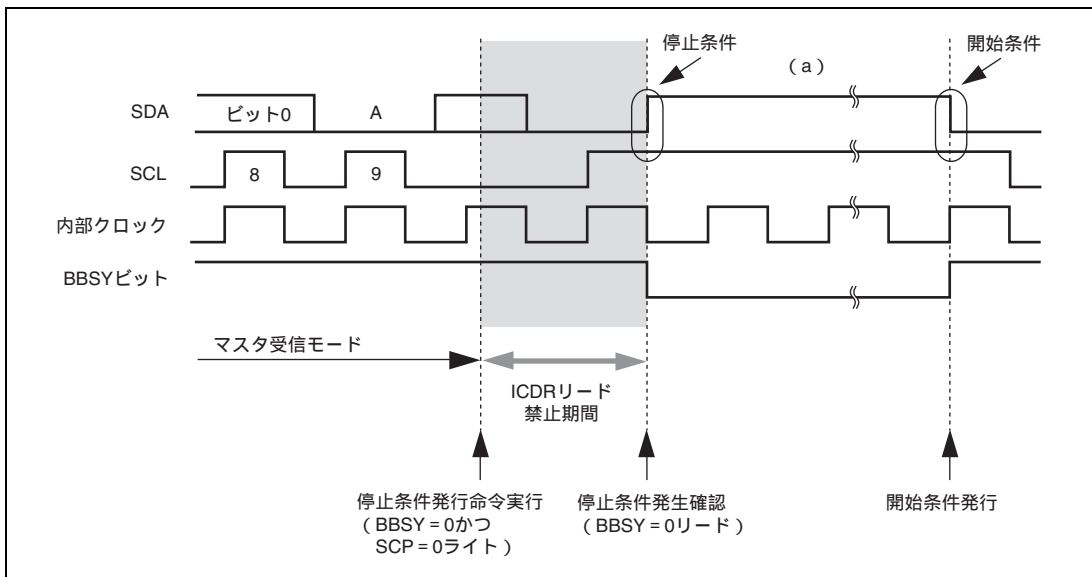 停止条件
開始条件
(a)
SDA
ビット0
A
SCL
8
9
内部クロック
BBSYビット
マスタ受信モード
ICDRリード
禁止期間
停止条件発行命令実行
(BBSY = 0かつ
SCP = 0ライト)
停止条件発生確認
(BBSY = 0リード)
開始条件発行